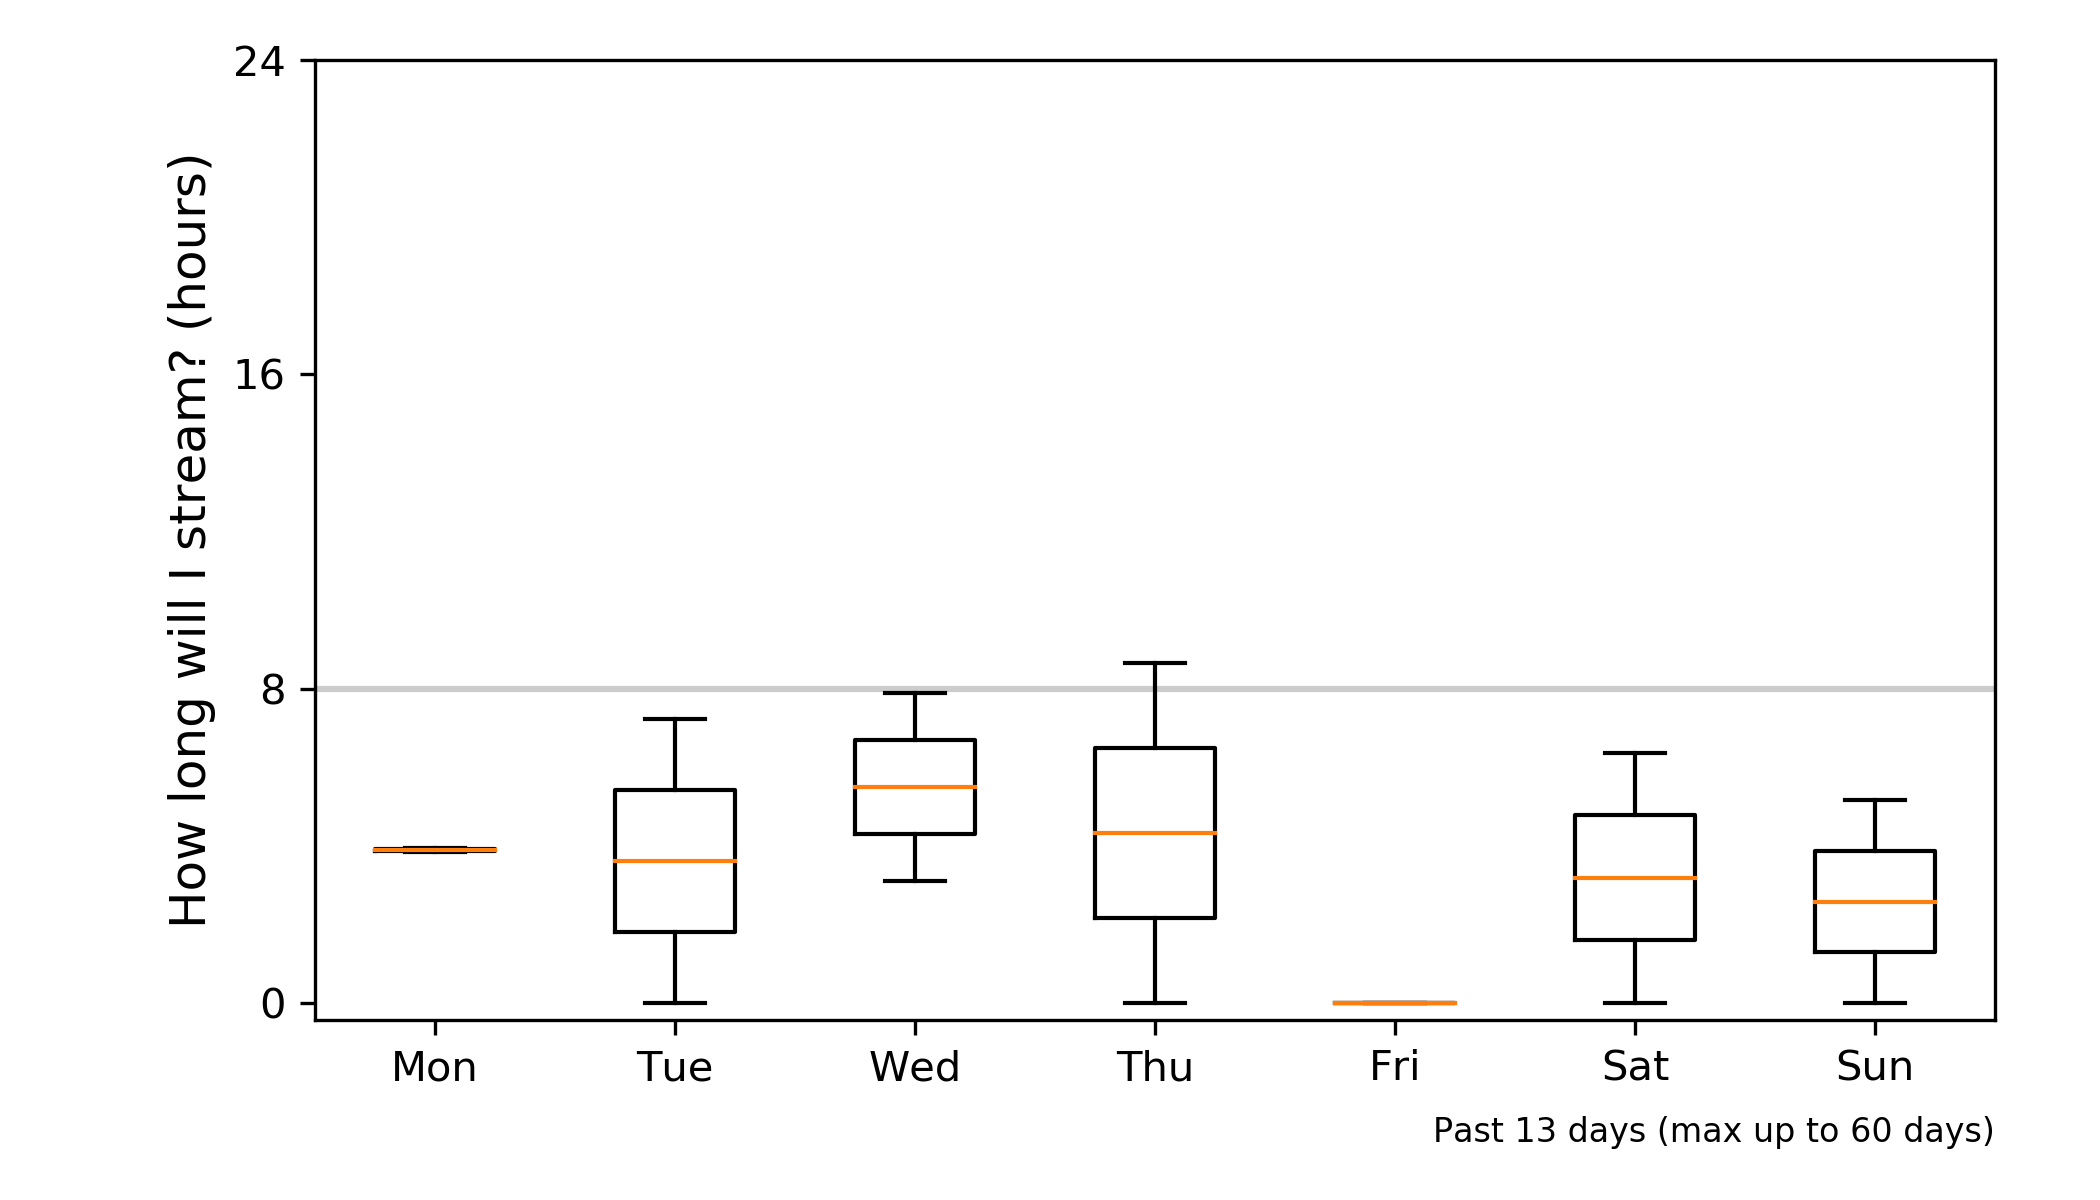 How long will I stream? (hours)
24
16
8
0
Mon Tue Wed Thu Fri Sat Sun
Past 13 days (max up to 60 days)